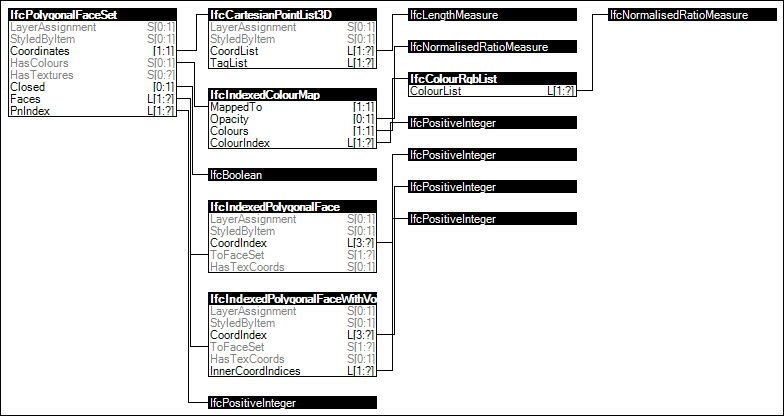 IfcPolygonalFaceSet
LayerAssignment S[0:1]
StyledByItem S[0:1]
Coordinates [1:1]
HasColours S[0:1]
HasTextures S[0:?]
Closed [0:1]
Faces L[1:?]
PnIndex L[1:?]
IfcCartesianPointList3D
LayerAssignment S[0:1]
StyledByItem S[0:1]
CoordList L[1:?]
TagList L[1:?]
IfcIndexedColourMap
MappedTo [1:1]
Opacity [0:1]
Colours [1:1]
ColourIndex L[1:?]
IfcBoolean
IfcIndexedPolygonalFace
LayerAssignment S[0:1]
StyledByItem S[0:1]
CoordIndex L[3:?]
ToFaceSet S[1:?]
HasTexCoords S[0:1]
IfcIndexedPolygonalFaceWithVo
LayerAssignment S[0:1]
StyledByItem S[0:1]
CoordIndex L[3:?]
ToFaceSet S[1:?]
HasTexCoords S[0:1]
InnerCoordIndices L[1:?]
IfcPositiveInteger
IfcLengthMeasure
IfcNormalisedRatioMeasure
IfcColourRgbList
ColourList L[1:?]
IfcPositiveInteger
IfcPositiveInteger
IfcPositiveInteger
IfcPositiveInteger
IfcNormalisedRatioMeasure